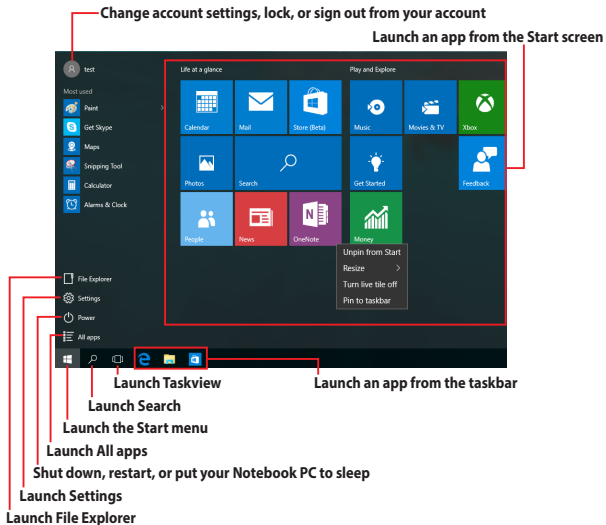 Change account settings, lock, or sign out from your account
Launch an app from the Start screen
test
Life at a glance
Play and Explore
Most used
Paint
Get Skype
Maps
Snipping Tool
Calculator
Alarms & Clock
Calendar
Mail
Store (Beta)
Music
Movies & TV
Xbox
Photos
Search
Get Started
Feedback
People
News
OneNote
Money
Unpin from Start
Resize
Turn live tile off
Pin to taskbar
File Explorer
Settings
Power
All apps
Launch Taskview
Launch an app from the taskbar
Launch Search
Launch the Start menu
Launch All apps
Shut down, restart, or put your Notebook PC to sleep
Launch Settings
Launch File Explorer